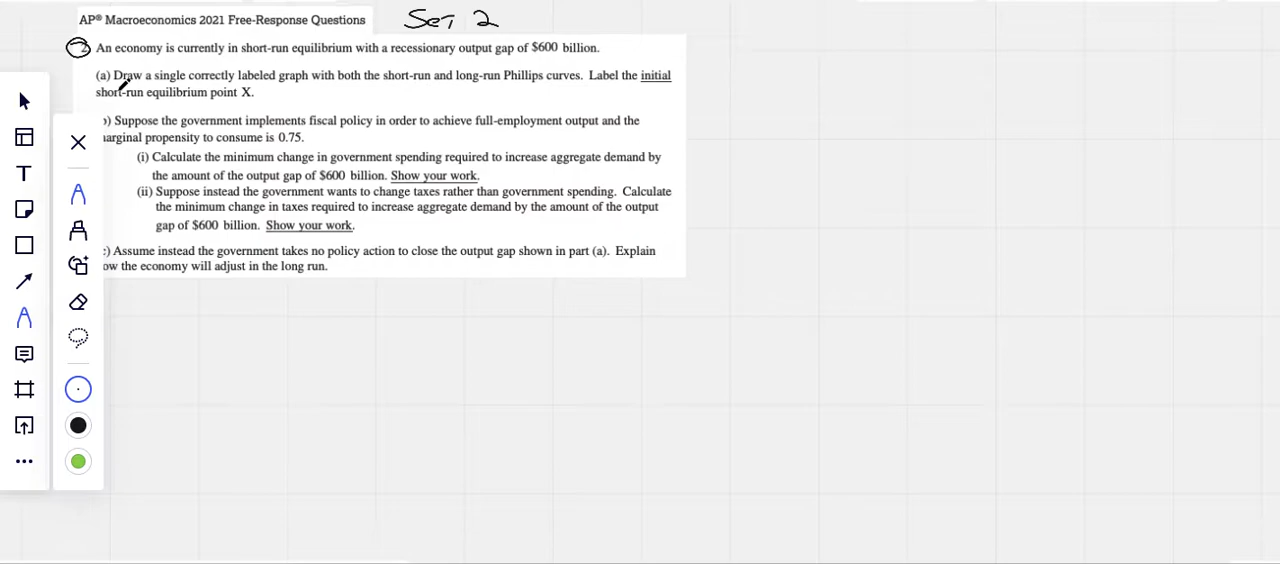 AP® Macroeconomics 2021 Free-Response Questions SET 2
2 An economy is currently in short-run equilibrium with a recessionary output gap of $600 billion.
(a) Draw a single correctly labeled graph with both the short-run and long-run Phillips curves. Label the initial
short-run equilibrium point X.
) Suppose the government implements fiscal policy in order to achieve full-employment output and the
arginal propensity to consume is 0.75.
(i) Calculate the minimum change in government spending required to increase aggregate demand by
the amount of the output gap of $600 billion. Show your work.
(ii) Suppose instead the government wants to change taxes rather than government spending. Calculate
the minimum change in taxes required to increase aggregate demand by the amount of the output
gap of $600 billion. Show your work.
) Assume instead the government takes no policy action to close the output gap shown in part (a). Explain
ow the economy will adjust in the long run.
T